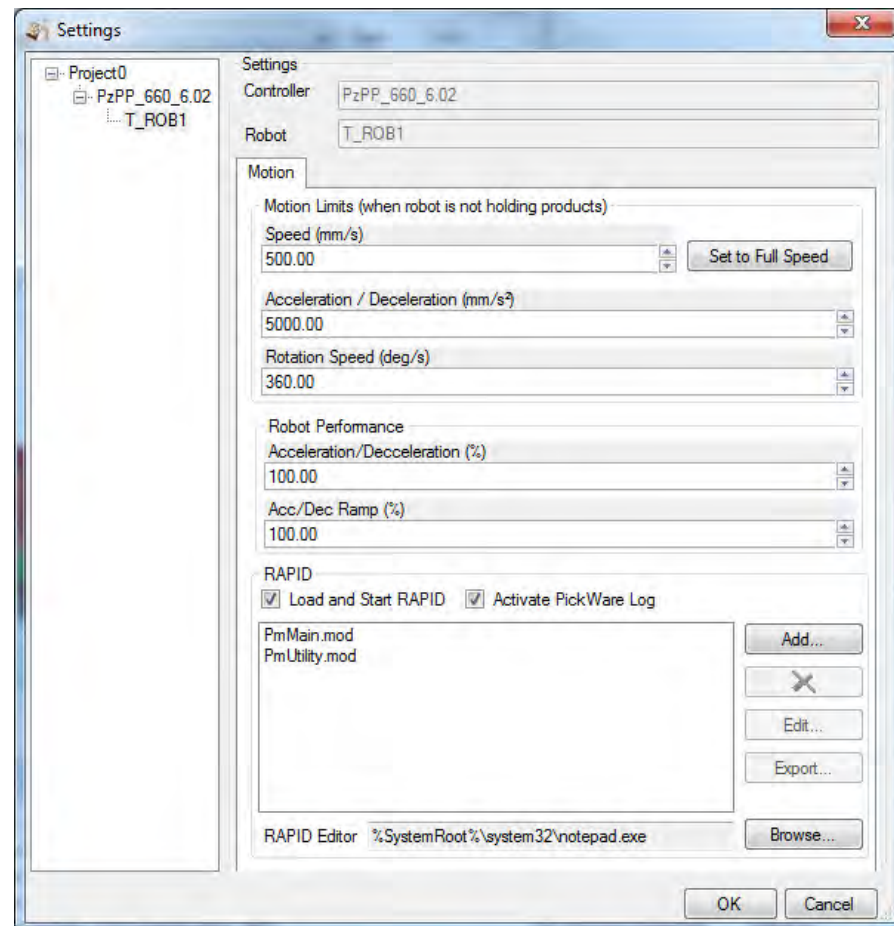 Settings
Project0
PzPP_660_6.02
T_ROB1
Settings
Controller PzPP_660_6.02
Robot T_ROB1
Motion
Motion Limits (when robot is not holding products)
Speed (mm/s)
500.00 Set to Full Speed
Acceleration / Deceleration (mm/s²)
5000.00
Rotation Speed (deg/s)
360.00
Robot Performance
Acceleration/Decceleration (%)
100.00
Acc/Dec Ramp (%)
100.00
RAPID
Load and Start RAPID Activate PickWare Log
PmMain.mod
PmUtility.mod
Add...
Edit...
Export...
RAPID Editor %SystemRoot%\system32\notepad.exe Browse...
OK Cancel